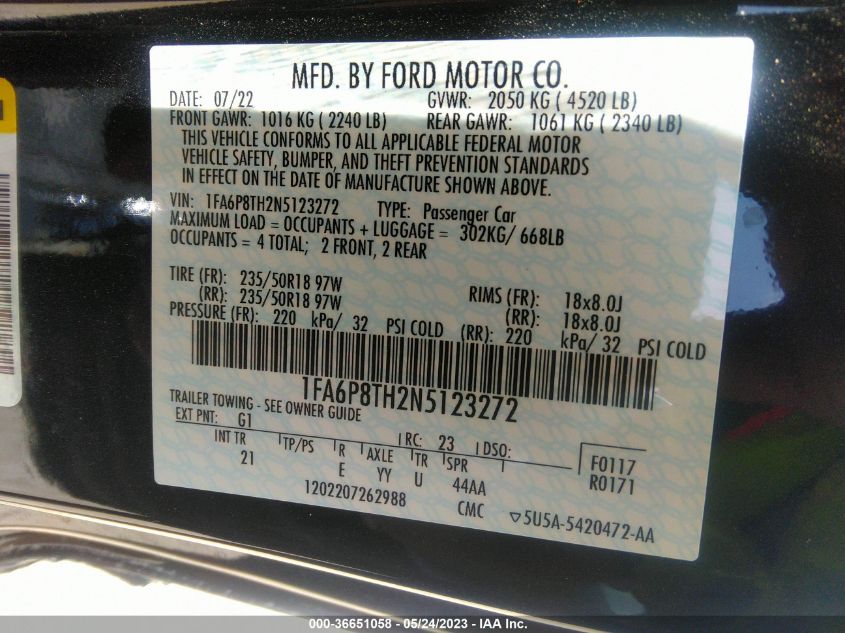 MFD. BY FORD MOTOR CO.
DATE: 07/22 GVWR: 2050 KG ( 4520 LB)
FRONT GAWR: 1016 KG ( 2240 LB) REAR GAWR: 1061 KG ( 2340 LB)
THIS VEHICLE CONFORMS TO ALL APPLICABLE FEDERAL MOTOR
VEHICLE SAFETY, BUMPER, AND THEFT PREVENTION STANDARDS
IN EFFECT ON THE DATE OF MANUFACTURE SHOWN ABOVE.
VIN: 1FA6P8TH2N5123272 TYPE: Passenger Car
MAXIMUM LOAD = OCCUPANTS + LUGGAGE = 302KG/ 668LB
OCCUPANTS = 4 TOTAL; 2 FRONT, 2 REAR
TIRE (FR): 235/50R18 97W RIMS (FR): 18x8.0J
(RR): 235/50R18 97W (RR): 18x8.0J
PRESSURE (FR): 220 kPa/ 32 PSI COLD (RR): 220 kPa/ 32 PSI COLD
1FA6P8TH2N5123272
TRAILER TOWING - SEE OWNER GUIDE
EXT PNT: G1 RC: 23 DSO:
INT TR TP/PS R AXLE TR SPR F0117
21 E YY U 44AA R0171
1202207262988 CMC ▽5U5A-5420472-AA
000-36651058 - 05/24/2023 - IAA Inc.